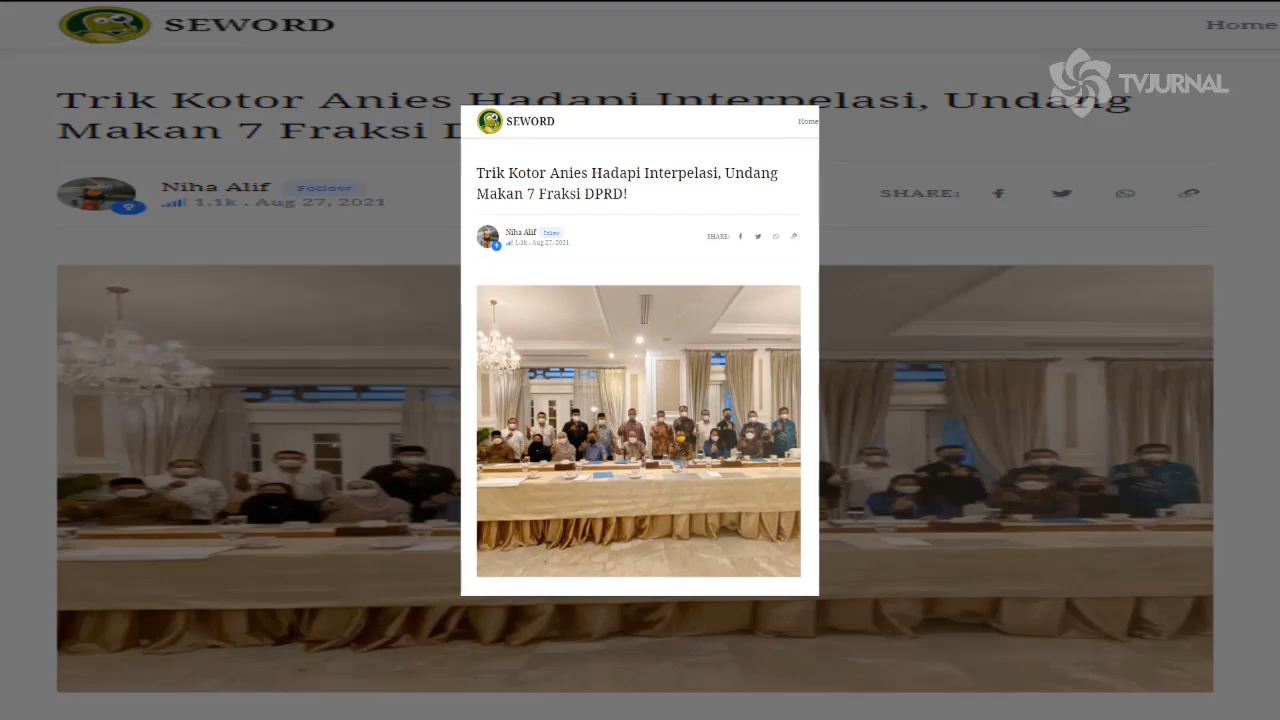 SEWORD
Home
TVJURNAL
Trik Kotor Anies Hadapi Interpelasi, Undang
Makan 7 Fraksi D
Niha Alif Follow
1.1k . Aug 27, 2021
SHARE:
SEWORD
Home
Trik Kotor Anies Hadapi Interpelasi, Undang
Makan 7 Fraksi DPRD!
Niha Alif Follow
1.1k . Aug 27, 2021
SHARE: